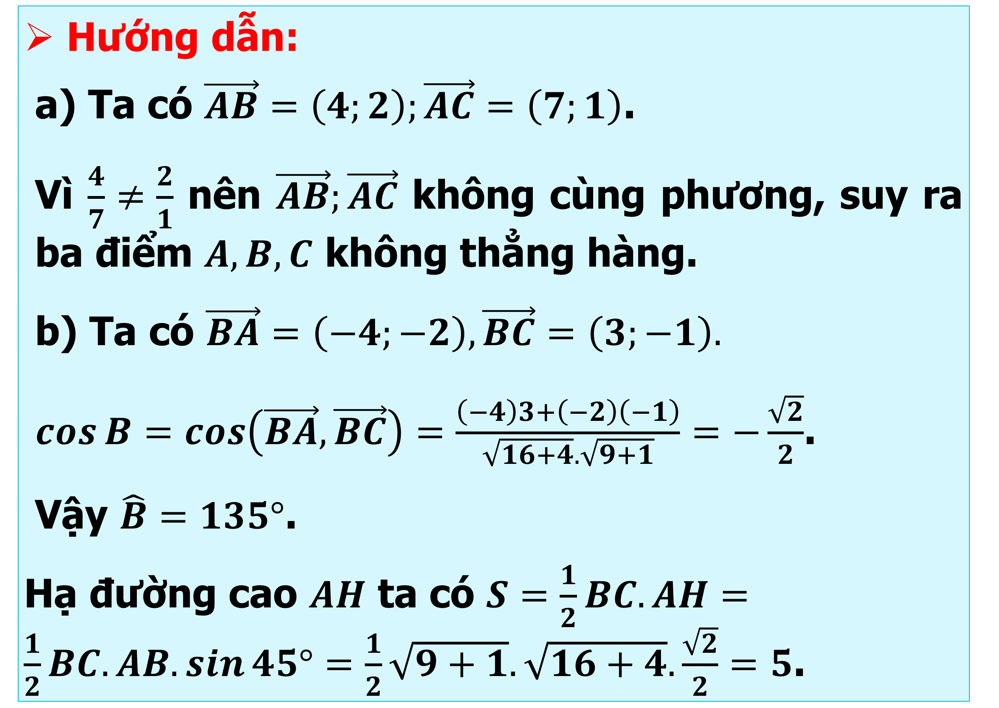 ➢ Hướng dẫn:
a) Ta có $\overrightarrow{AB} = (4; 2); \overrightarrow{AC} = (7; 1)$.
Vì $\frac{4}{7} \neq \frac{2}{1}$ nên $\overrightarrow{AB}; \overrightarrow{AC}$ không cùng phương, suy ra
ba điểm $A, B, C$ không thẳng hàng.
b) Ta có $\overrightarrow{BA} = (-4; -2), \overrightarrow{BC} = (3; -1)$.
$cos B = cos(\overrightarrow{BA}, \overrightarrow{BC}) = \frac{(-4)3+(-2)(-1)}{\sqrt{16+4}.\sqrt{9+1}} = -\frac{\sqrt{2}}{2}$.
Vậy $\widehat{B} = 135°$.
Hạ đường cao $AH$ ta có $S = \frac{1}{2}BC.AH =$
$\frac{1}{2}BC.AB.sin 45° = \frac{1}{2}\sqrt{9+1}.\sqrt{16+4}.\frac{\sqrt{2}}{2} = 5$.